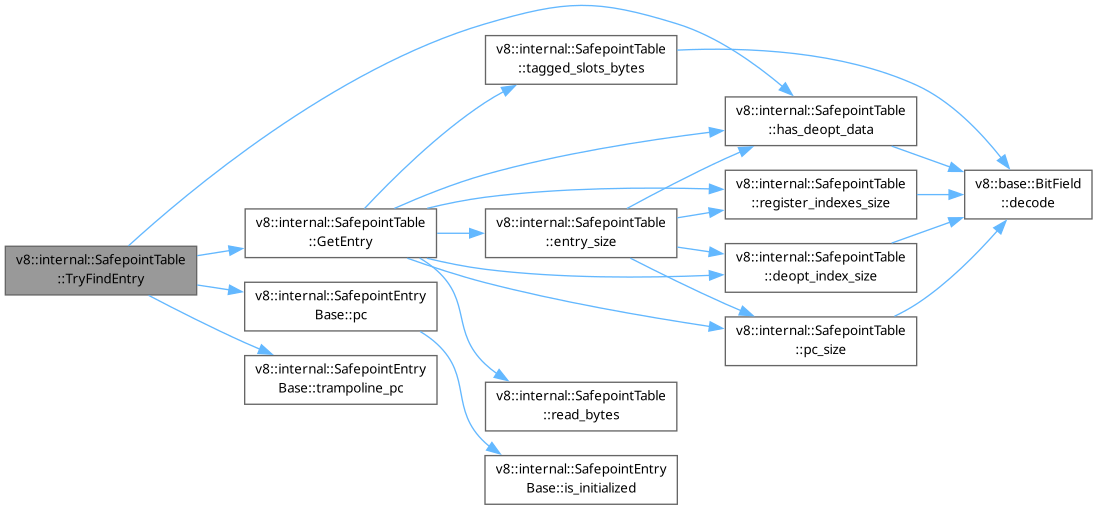 v8::internal::SafepointTable
::TryFindEntry
v8::internal::SafepointTable
::GetEntry
v8::internal::SafepointEntry
Base::pc
v8::internal::SafepointEntry
Base::trampoline_pc
v8::internal::SafepointTable
::tagged_slots_bytes
v8::internal::SafepointTable
::entry_size
v8::internal::SafepointTable
::read_bytes
v8::internal::SafepointEntry
Base::is_initialized
v8::internal::SafepointTable
::has_deopt_data
v8::internal::SafepointTable
::register_indexes_size
v8::internal::SafepointTable
::deopt_index_size
v8::internal::SafepointTable
::pc_size
v8::base::BitField
::decode